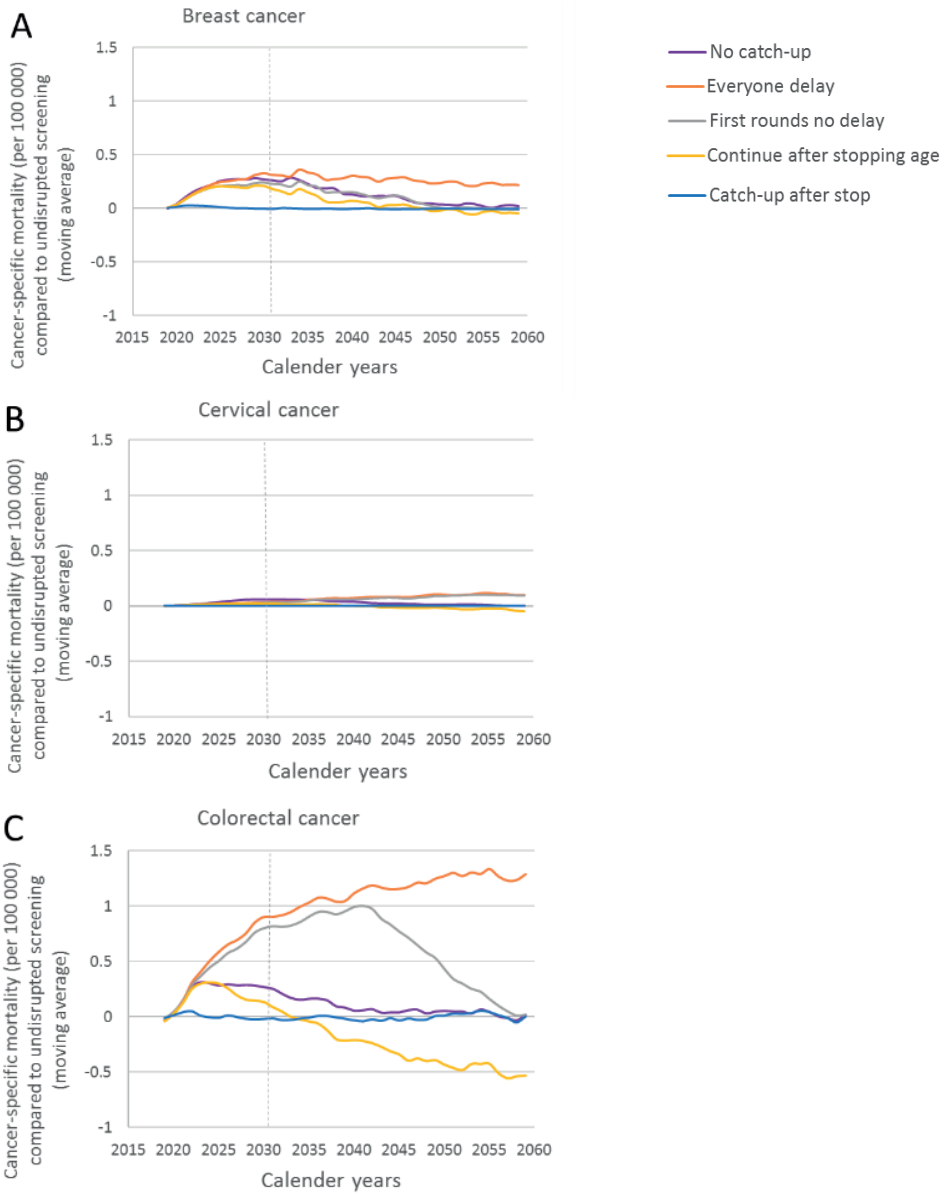 A
Breast cancer
Cancer-specific mortality (per 100 000)
compared to undisrupted screening
(moving average)
1.5
1
0.5
0
-0.5
-1
2015 2020 2025 2030 2035 2040 2045 2050 2055 2060
Calender years
No catch-up
Everyone delay
First rounds no delay
Continue after stopping age
Catch-up after stop
B
Cervical cancer
Cancer-specific mortality (per 100 000)
compared to undisrupted screening
(moving average)
1.5
1
0.5
0
-0.5
-1
2015 2020 2025 2030 2035 2040 2045 2050 2055 2060
Calender years
C
Colorectal cancer
Cancer-specific mortality (per 100 000)
compared to undisrupted screening
(moving average)
1.5
1
0.5
0
-0.5
-1
2015 2020 2025 2030 2035 2040 2045 2050 2055 2060
Calender years